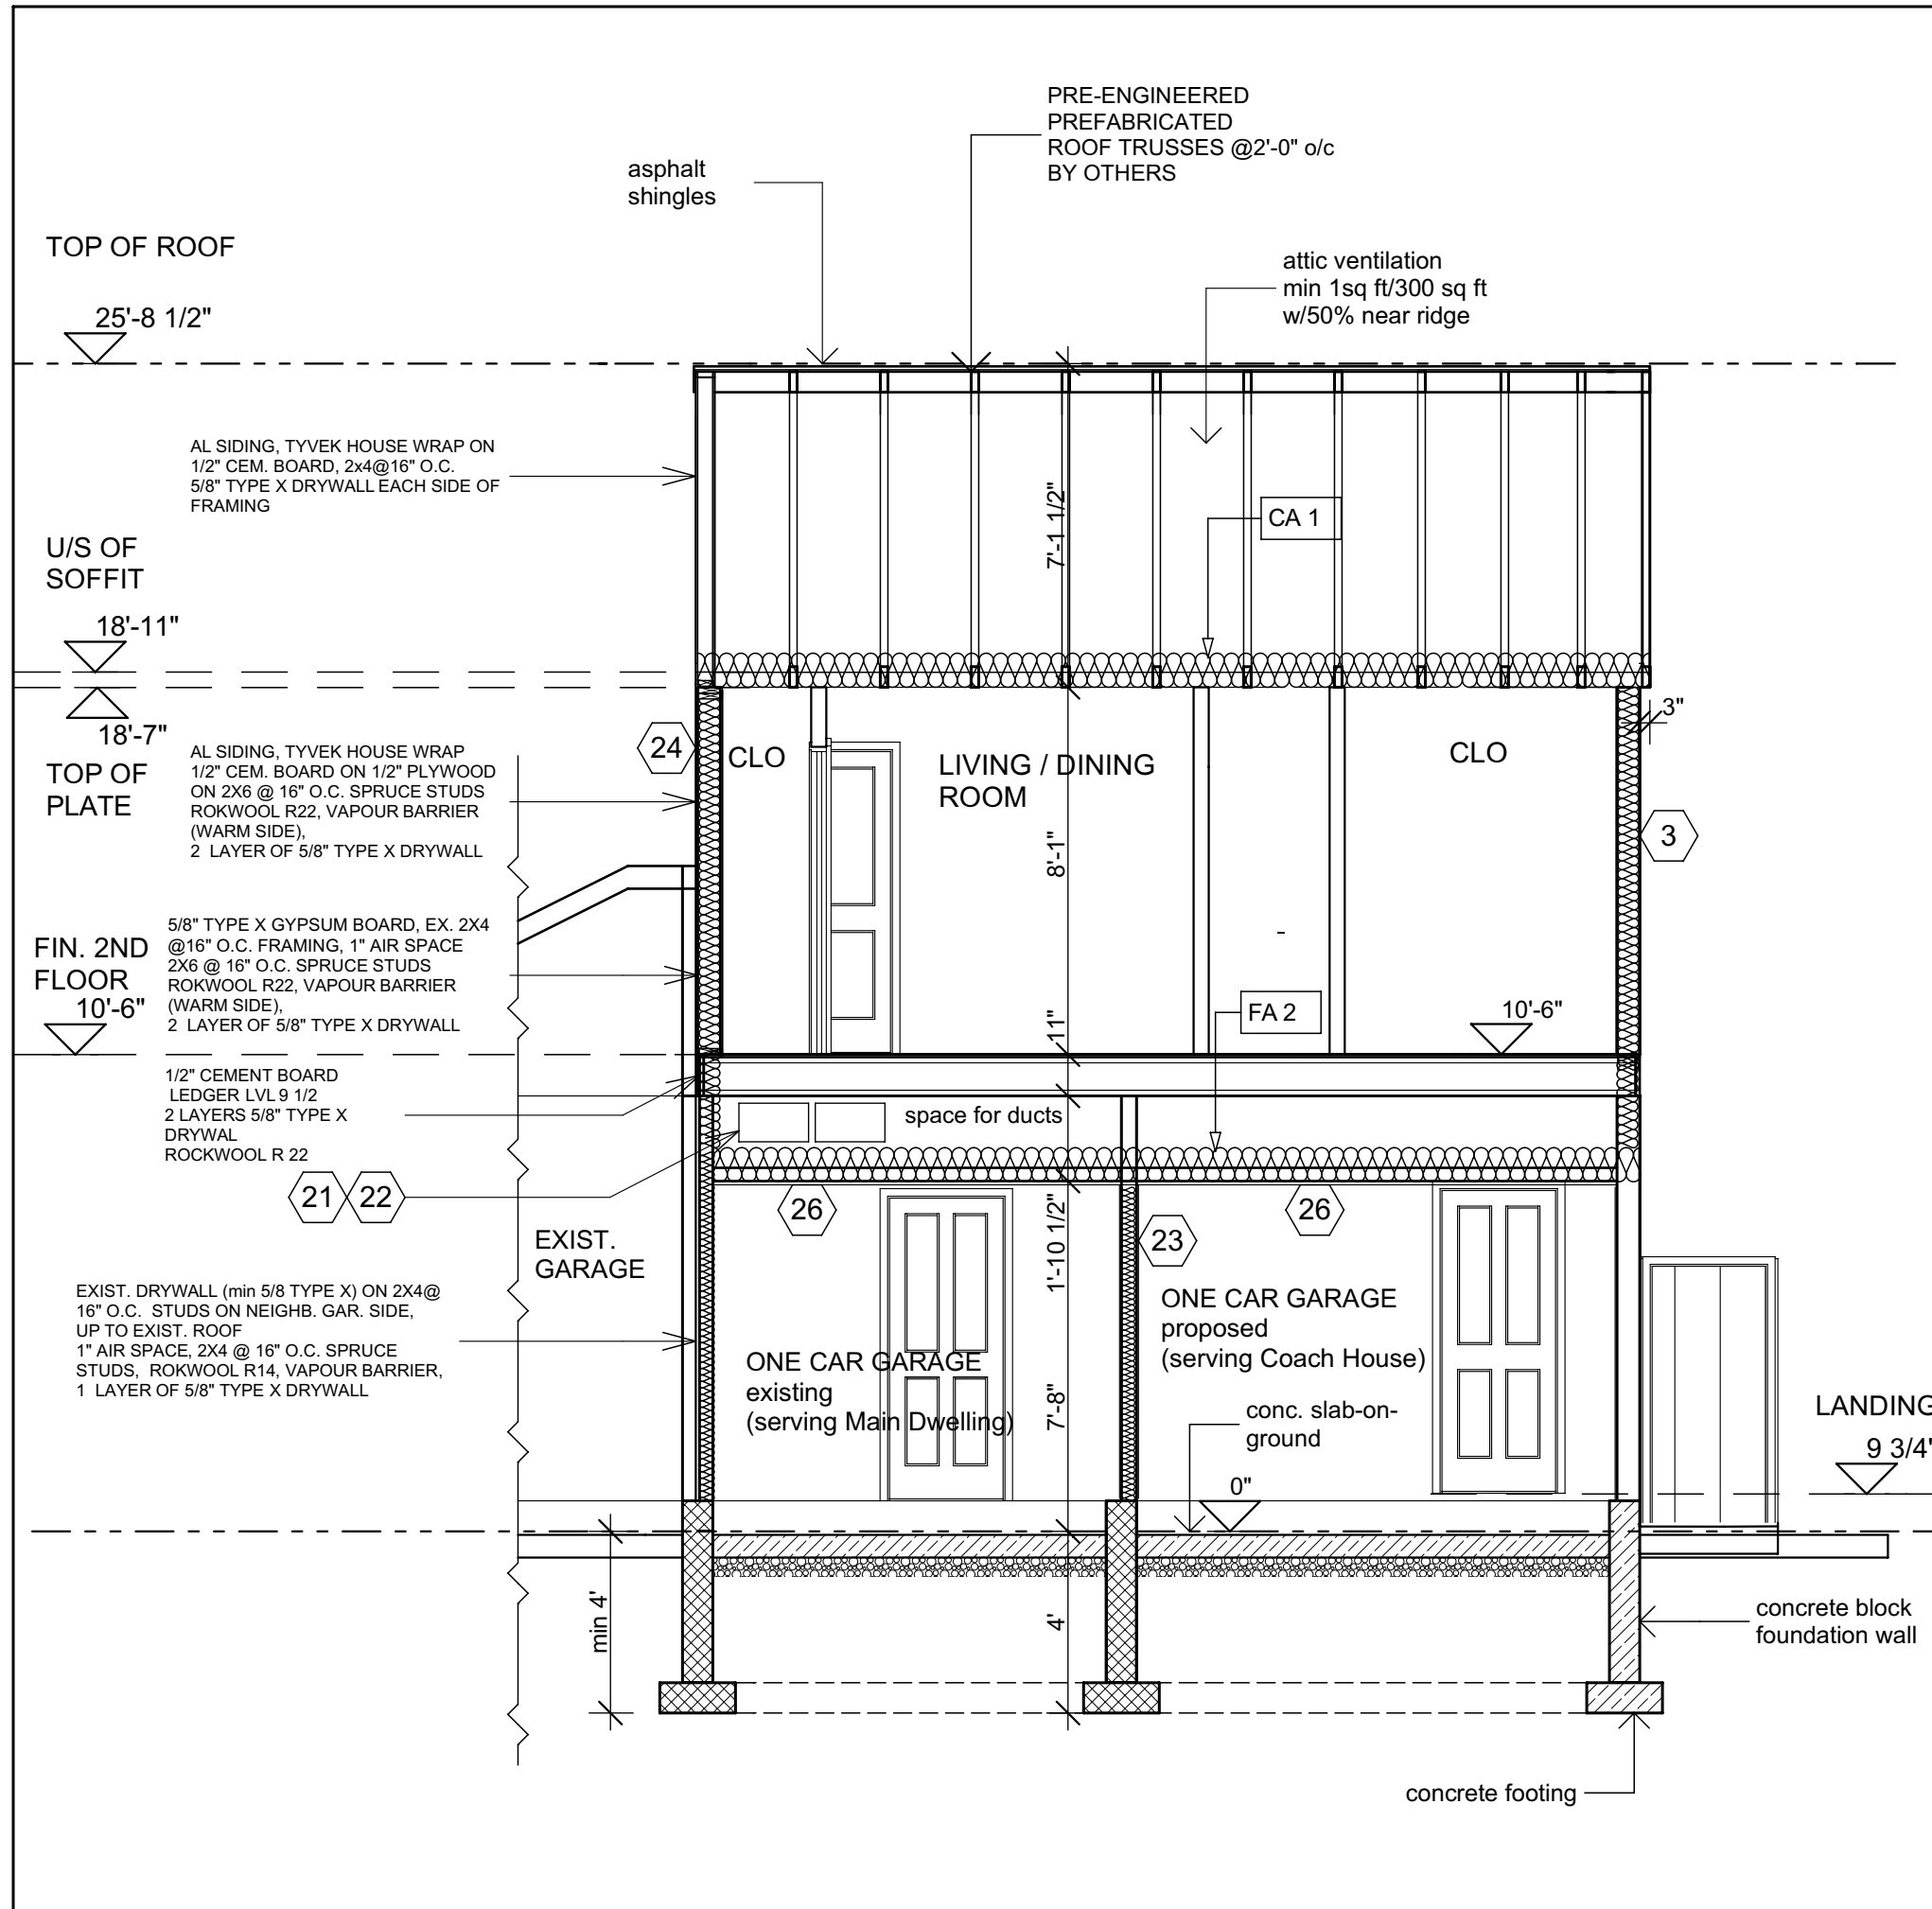 PRE-ENGINEERED
PREFABRICATED
ROOF TRUSSES @2'-0" o/c
BY OTHERS
asphalt
shingles
TOP OF ROOF
25'-8 1/2"
attic ventilation
min 1sq ft/300 sq ft
w/50% near ridge
AL SIDING, TYVEK HOUSE WRAP ON
1/2" CEM. BOARD, 2x4@16" O.C.
5/8" TYPE X DRYWALL EACH SIDE OF
FRAMING
7'-1 1/2"
CA 1
U/S OF
SOFFIT
18'-11"
18'-7"
TOP OF
PLATE
AL SIDING, TYVEK HOUSE WRAP
1/2" CEM. BOARD ON 1/2" PLYWOOD
ON 2X6 @ 16" O.C. SPRUCE STUDS
ROKWOOL R22, VAPOUR BARRIER
(WARM SIDE),
2 LAYER OF 5/8" TYPE X DRYWALL
24
CLO
LIVING / DINING
ROOM
CLO
3"
3
8'-1"
5/8" TYPE X GYPSUM BOARD, EX. 2X4
@16" O.C. FRAMING, 1" AIR SPACE
2X6 @ 16" O.C. SPRUCE STUDS
ROKWOOL R22, VAPOUR BARRIER
(WARM SIDE),
2 LAYER OF 5/8" TYPE X DRYWALL
FIN. 2ND
FLOOR
10'-6"
FA 2
10'-6"
11"
1/2" CEMENT BOARD
LEDGER LVL 9 1/2
2 LAYERS 5/8" TYPE X
DRYWAL
ROCKWOOL R 22
space for ducts
21
22
26
26
23
1'-10 1/2"
EXIST.
GARAGE
EXIST. DRYWALL (min 5/8 TYPE X) ON 2X4@
16" O.C. STUDS ON NEIGHB. GAR. SIDE,
UP TO EXIST. ROOF
1" AIR SPACE, 2X4 @ 16" O.C. SPRUCE
STUDS, ROKWOOL R14, VAPOUR BARRIER,
1 LAYER OF 5/8" TYPE X DRYWALL
ONE CAR GARAGE
existing
(serving Main Dwelling)
7'-8"
ONE CAR GARAGE
proposed
(serving Coach House)
conc. slab-on-
ground
0"
LANDING
9 3/4"
min 4'
4'
concrete block
foundation wall
concrete footing